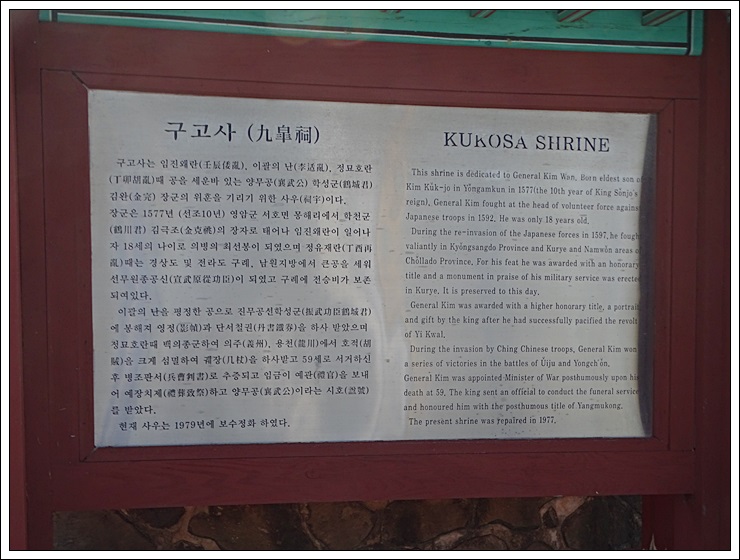 구고사 (九皐祠)
구고사는 임진왜란(壬辰倭亂), 이괄의 난(李适亂), 정묘호란
(丁卯胡亂)때 공을 세운바 있는 양무공(襄武公) 학성군(鶴城君)
김완(金完) 장군의 위훈을 기리기 위한 사우(祠宇)이다.
장군은 1577년 (선조10년) 영암군 서호면 몽해리에서 학천군
(鶴川君) 김극조(金克祧)의 장자로 태어나 임진왜란이 일어나
자 18세의 나이로 의병의 최선봉이 되었으며 정유재란(丁酉再
亂)때는 경상도 및 전라도 구례, 남원지방에서 큰공을 세워
선무원종공신(宣武原從功臣)이 되었고 구례에 전승비가 보존
되여있다.
이괄의 난을 평정한 공으로 진무공신학성군(振武功臣鶴城君)
에 봉해져 영정(影幀)과 단서철권(丹書鐵券)을 하사 받았으며
정묘호란때 백의종군하여 의주(義州), 용천(龍川)에서 호적(胡
賊)을 크게 섬멸하여 궤장(几杖)을 하사받고 59세로 서거하신
후 병조판서(兵曹判書)로 추증되고 임금이 예관(禮官)을 보내
어 예장치제(禮葬致祭)하고 양무공(襄武公)이라는 시호(諡號)
를 받았다.
현재 사우는 1979년에 보수정화 하였다.
KUKOSA SHRINE
This shrine is dedicated to General Kim Wan. Born eldest son of
Kim Kŭk-jo in Yŏngamkun in 1577(the 10th year of King Sŏnjo's
reign), General Kim fought at the head of volunteer force against
Japanese troops in 1592. He was only 18 years old.
During the re-invasion of the Japanese forces in 1597, he fough
valiantly in Kyŏngsangdo Province and Kurye and Namwŏn areas of
Chŏllado Province. For his feat he was awarded with an honorary
title and a monument in praise of his military service was erected
in Kurye. It is preserved to this day.
General Kim was awarded with a higher honorary title, a portrait
and gift by the king after he had successfully pacified the revolt
of Yi Kwal.
During the invasion by Ching Chinese troops, General Kim won
a series of victories in the battles of Ŭiju and Yongch'ŏn.
General Kim was appointed Minister of War posthumously upon his
death at 59. The king sent an official to conduct the funeral service
and honoured him with the posthumous title of Yangmukong.
The present shrine was repalred in 1977.